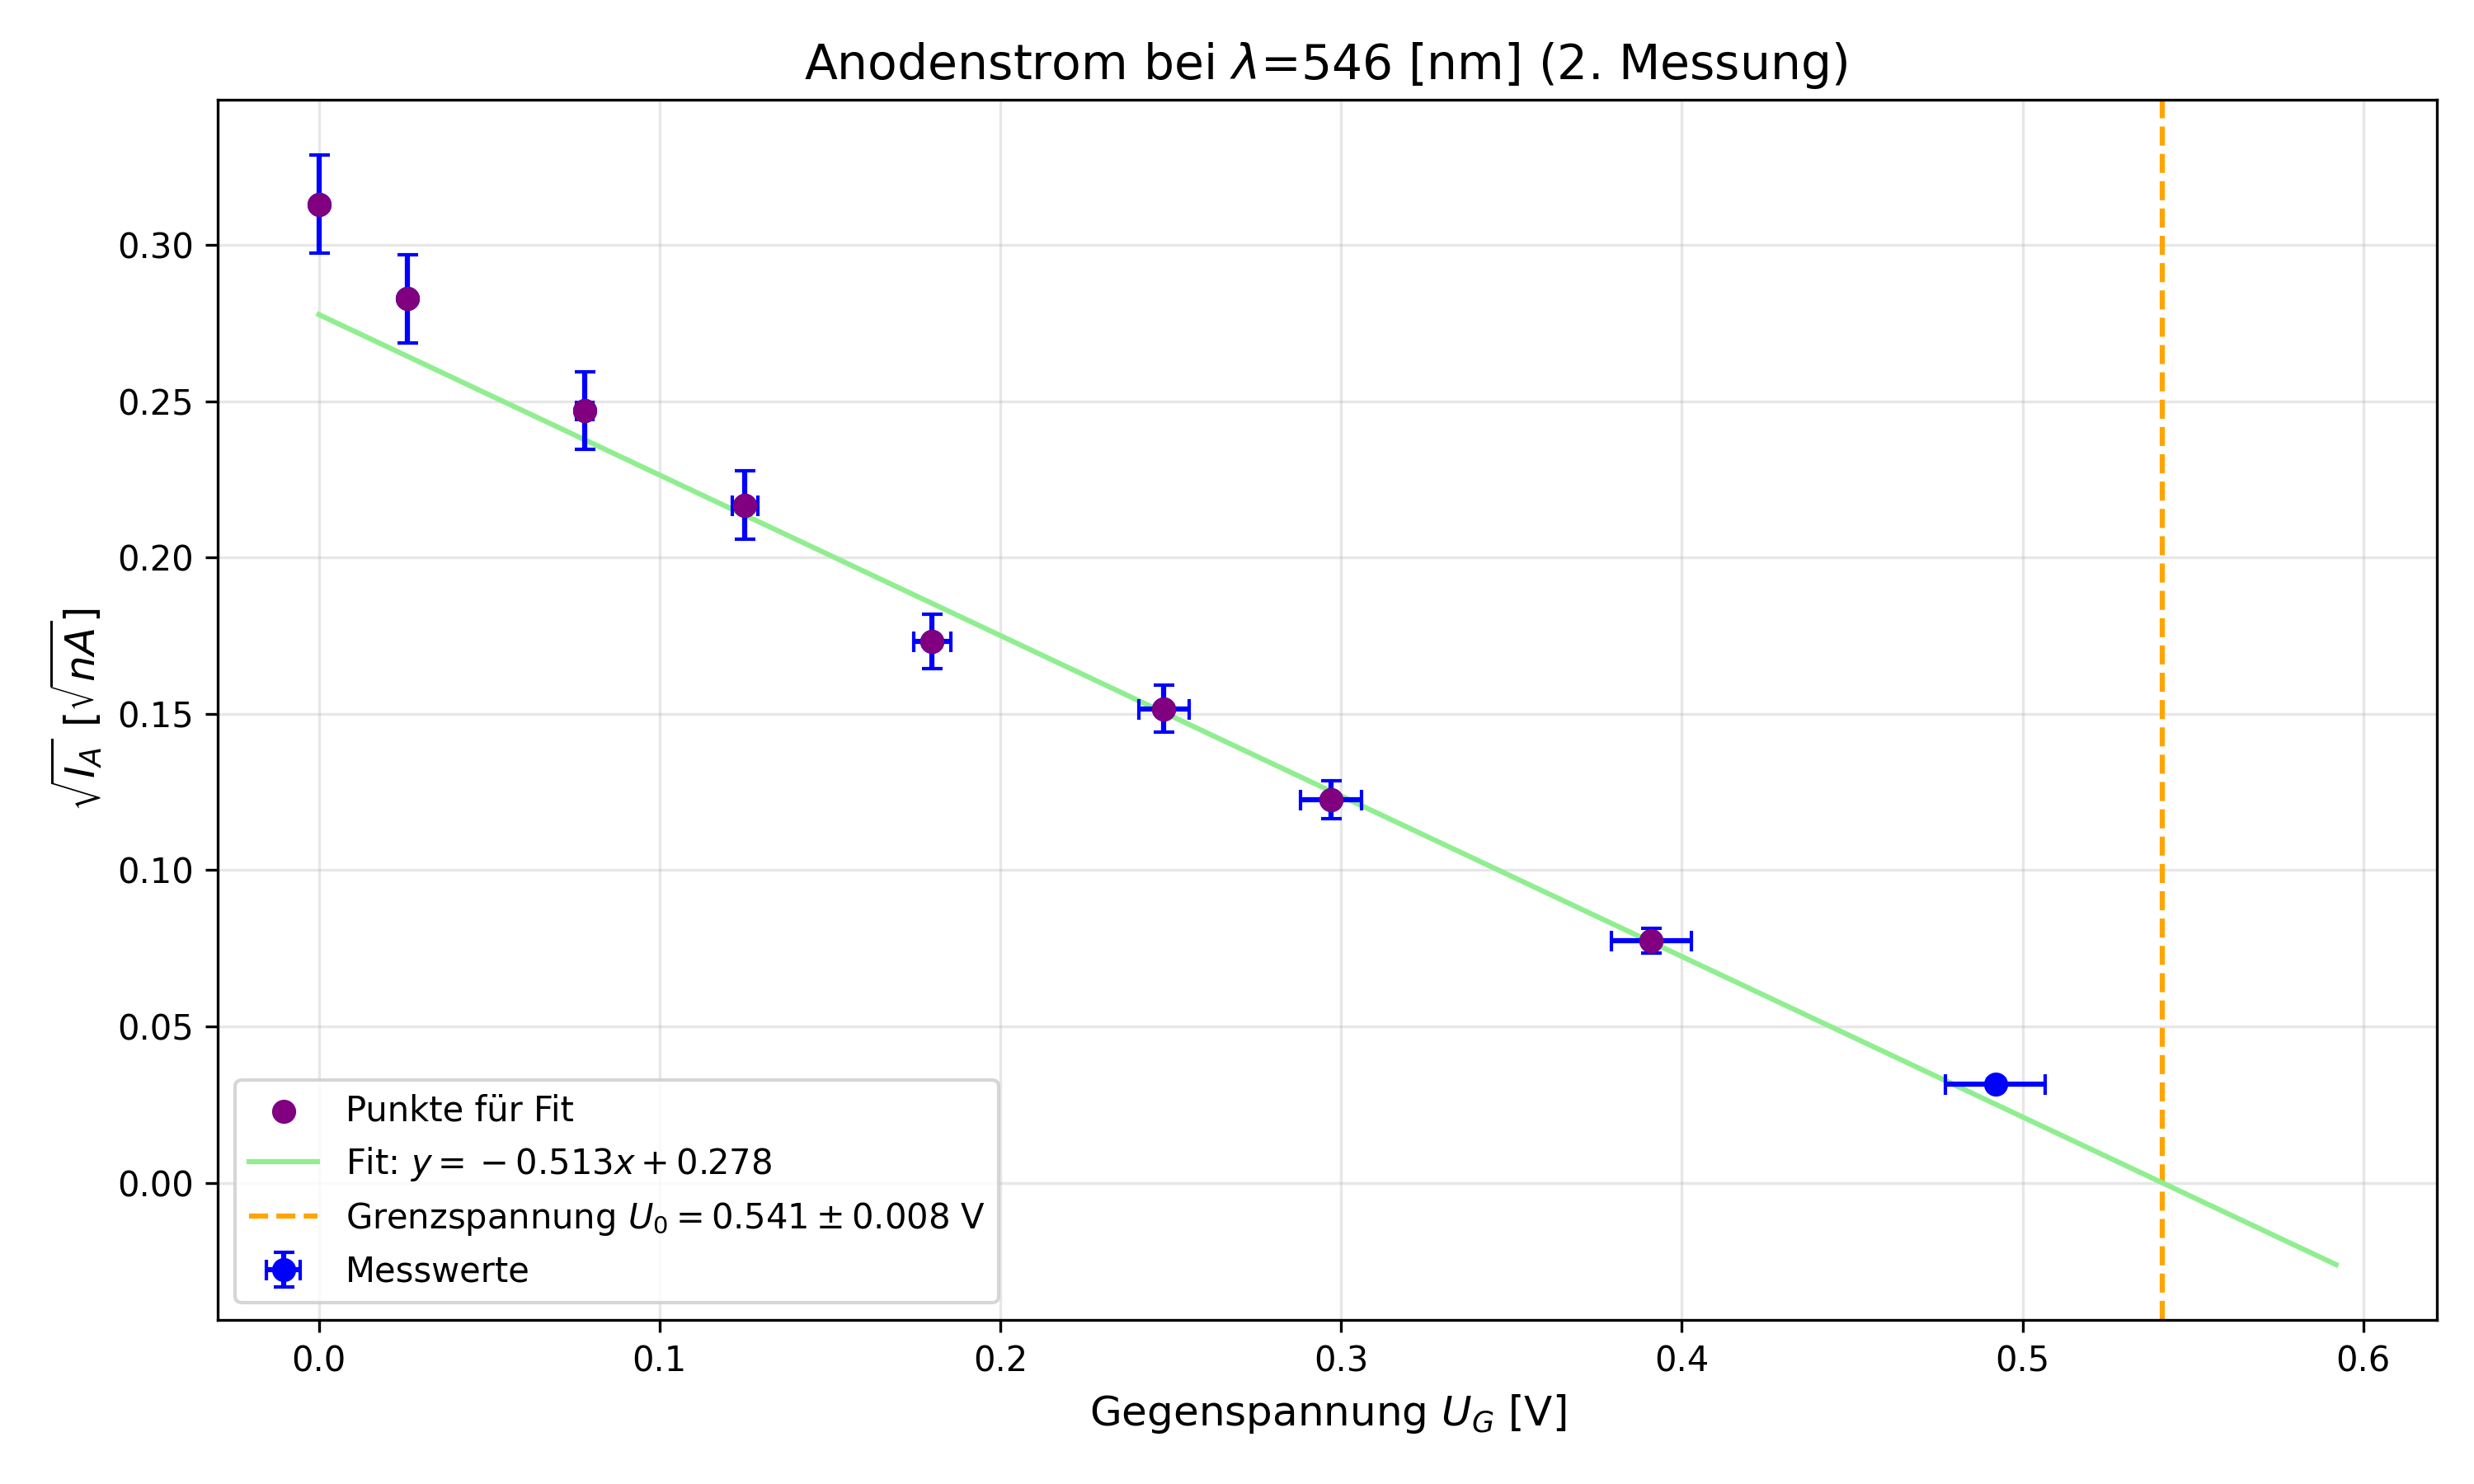 Anodenstrom bei λ=546 [nm] (2. Messung)
√I_A [√nA]
0.30
0.25
0.20
0.15
0.10
0.05
0.00
Punkte für Fit
Fit: y = −0.513x + 0.278
Grenzspannung U₀ = 0.541 ± 0.008 V
Messwerte
0.0 0.1 0.2 0.3 0.4 0.5 0.6
Gegenspannung U_G [V]